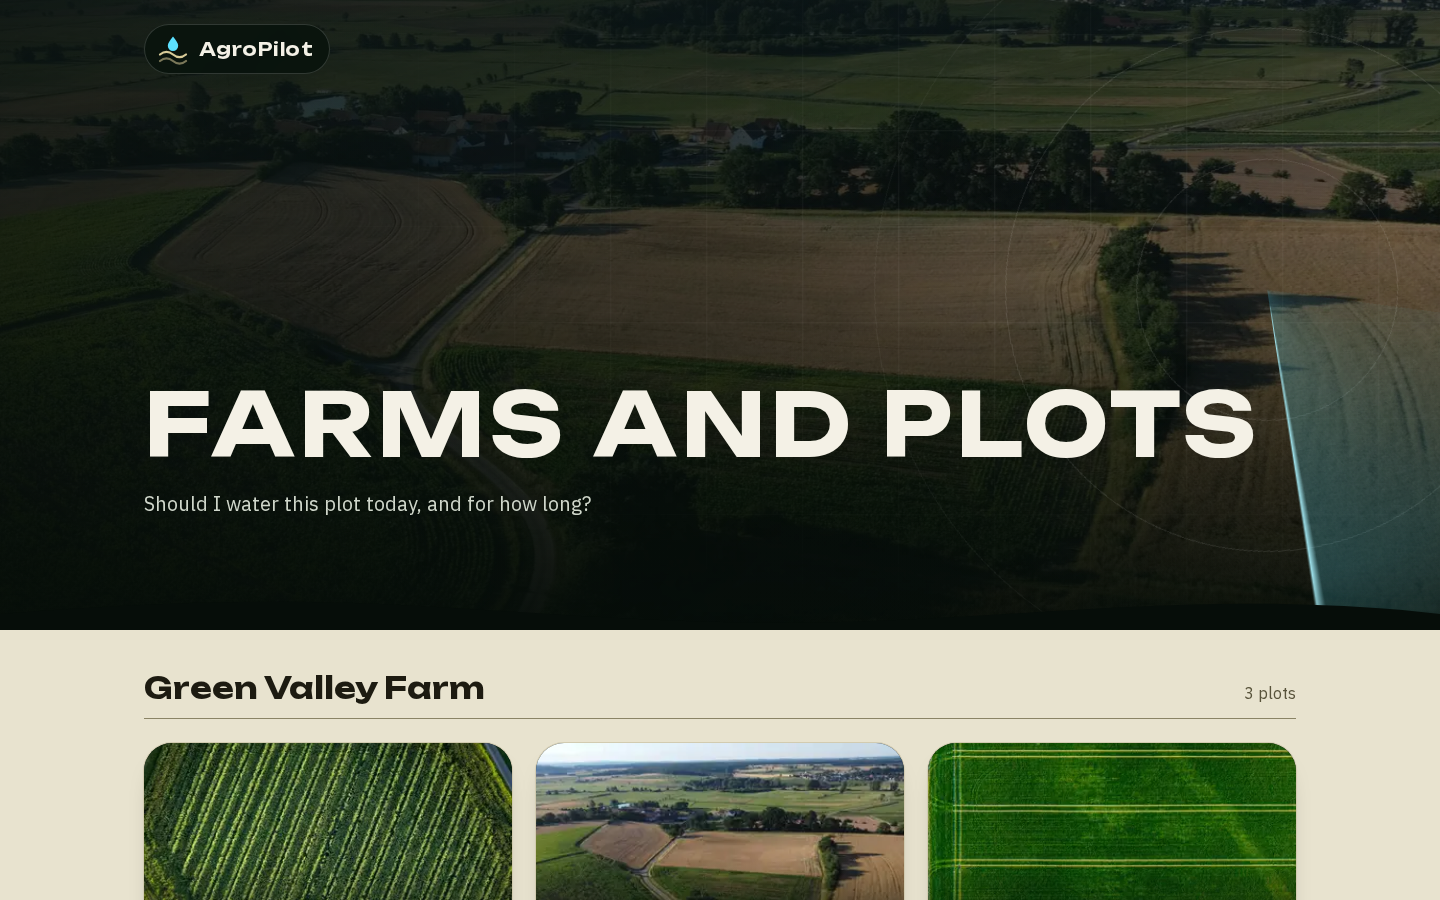 AgroPilot
FARMS AND PLOTS
Should I water this plot today, and for how long?
Green Valley Farm
3 plots